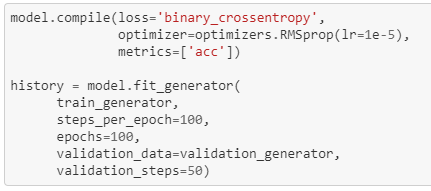 model.compile(loss='binary_crossentropy',
              optimizer=optimizers.RMSprop(lr=1e-5),
              metrics=['acc'])

history = model.fit_generator(
      train_generator,
      steps_per_epoch=100,
      epochs=100,
      validation_data=validation_generator,
      validation_steps=50)